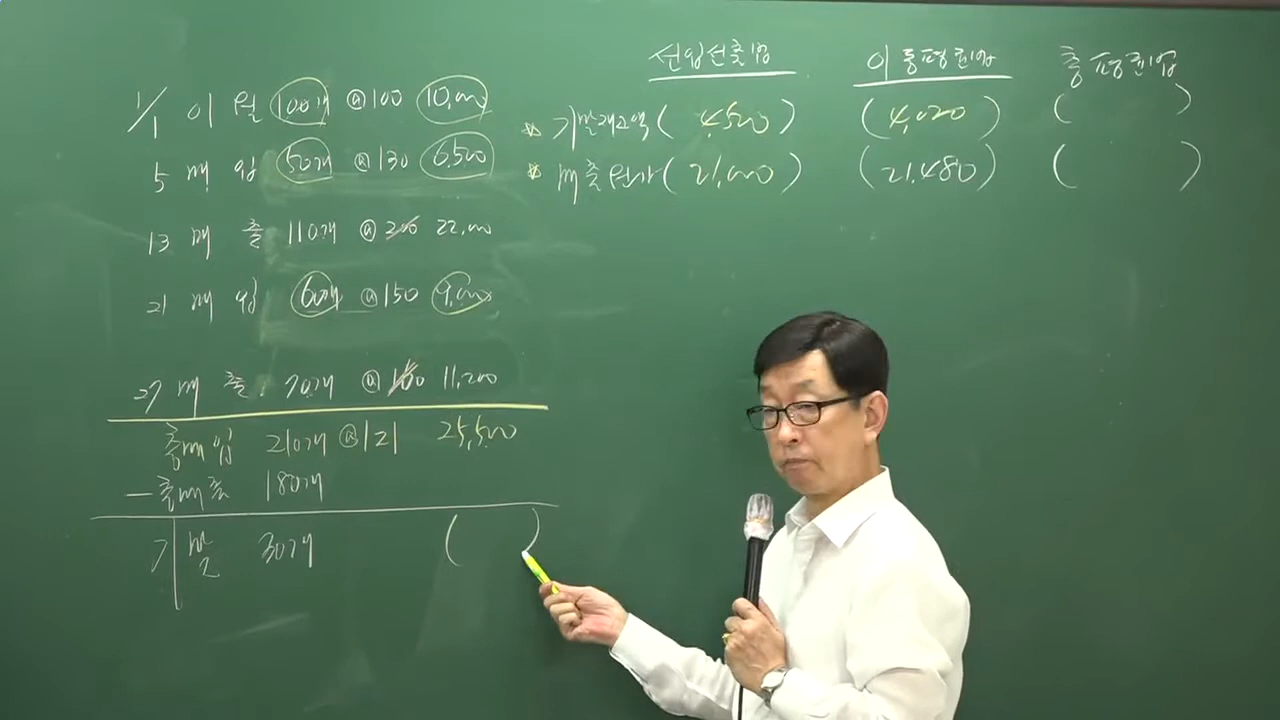 선입선출법 이동평균법 총평균법
1/1 이월 100개 @100 10,000
5 매입 50개 @130 6,500
13 매출 110개 @200 22,000
21 매입 60개 @150 9,000
27 매출 70개 @160 11,200
총매입 210개 @121 25,500
- 총매출 180개
기말 30개 ( )
* 기말재고액 ( 4,500 ) ( 4,020 ) ( )
* 매출원가 ( 21,000 ) ( 21,480 ) ( )